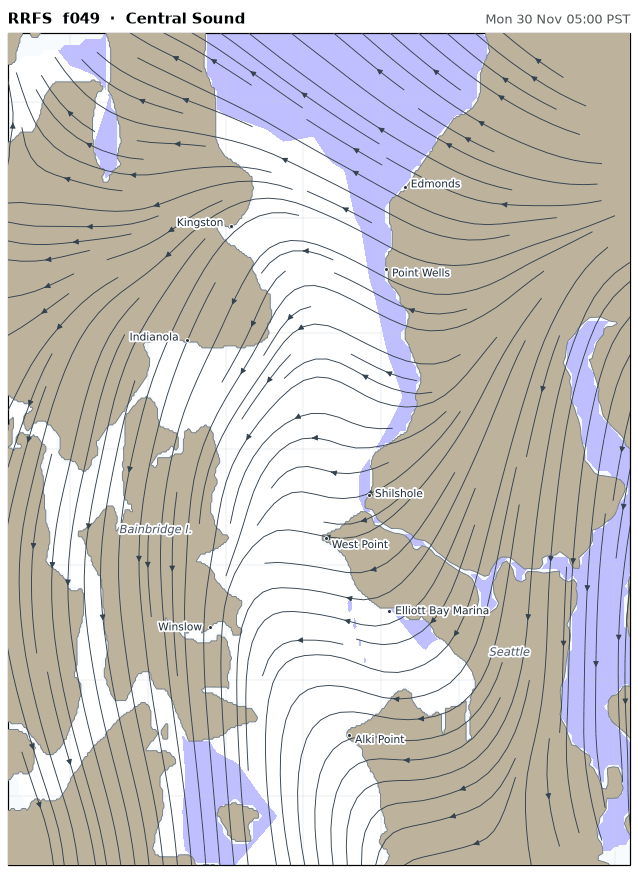 RRFS f049 · Central Sound
Mon 30 Nov 05:00 PST
Edmonds
Kingston
Point Wells
Indianola
Shilshole
Bainbridge I.
West Point
Elliott Bay Marina
Winslow
Seattle
Alki Point